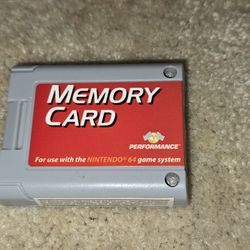 MEMORY
CARD
PERFORMANCE
For use with the NINTENDO® 64 game system